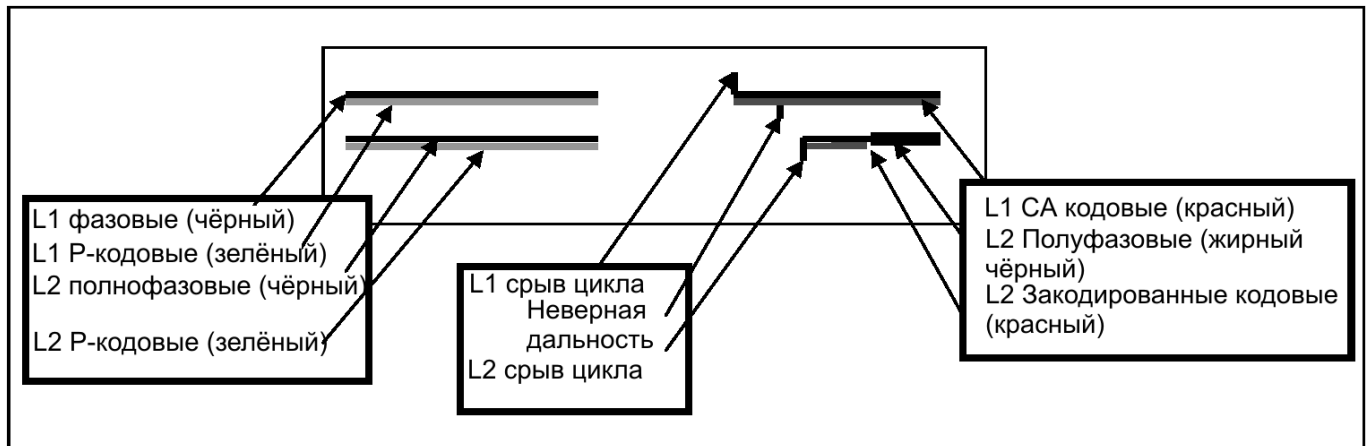 L1 фазовые (чёрный)
L1 P-кодовые (зелёный)
L2 полнофазовые (чёрный)
L2 P-кодовые (зелёный)
L1 срыв цикла
Неверная
дальность
L2 срыв цикла
L1 CA кодовые (красный)
L2 Полуфазовые (жирный
чёрный)
L2 Закодированные кодовые
(красный)